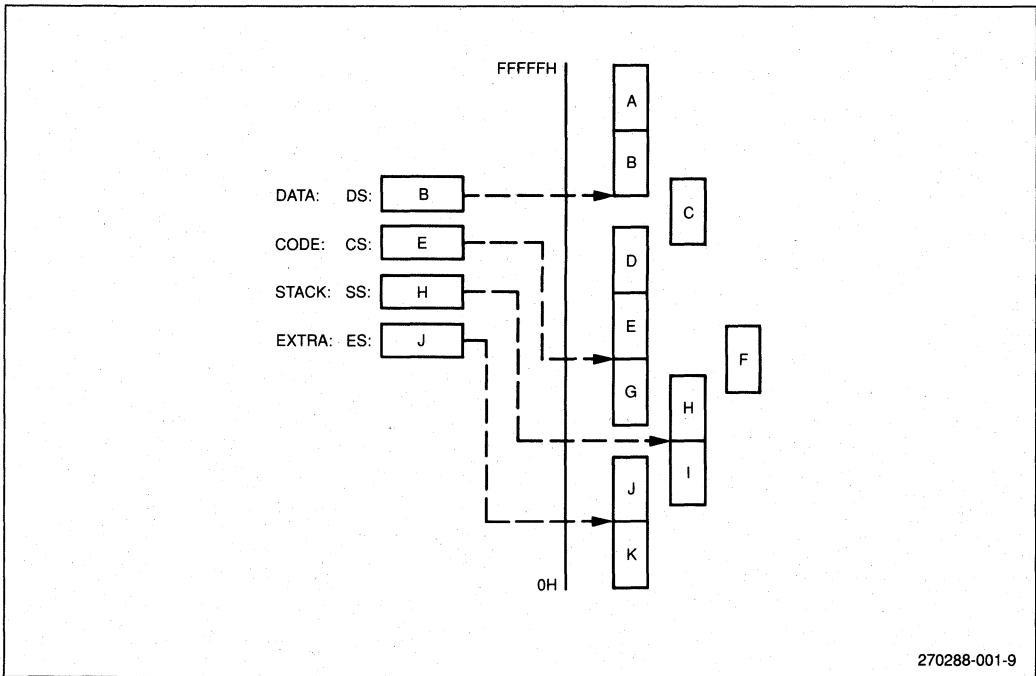 FFFFFH
A
B
DATA: DS: B
C
CODE: CS: E
D
STACK: SS: H
E
EXTRA: ES: J
F
G
H
I
J
K
0H
270288-001-9